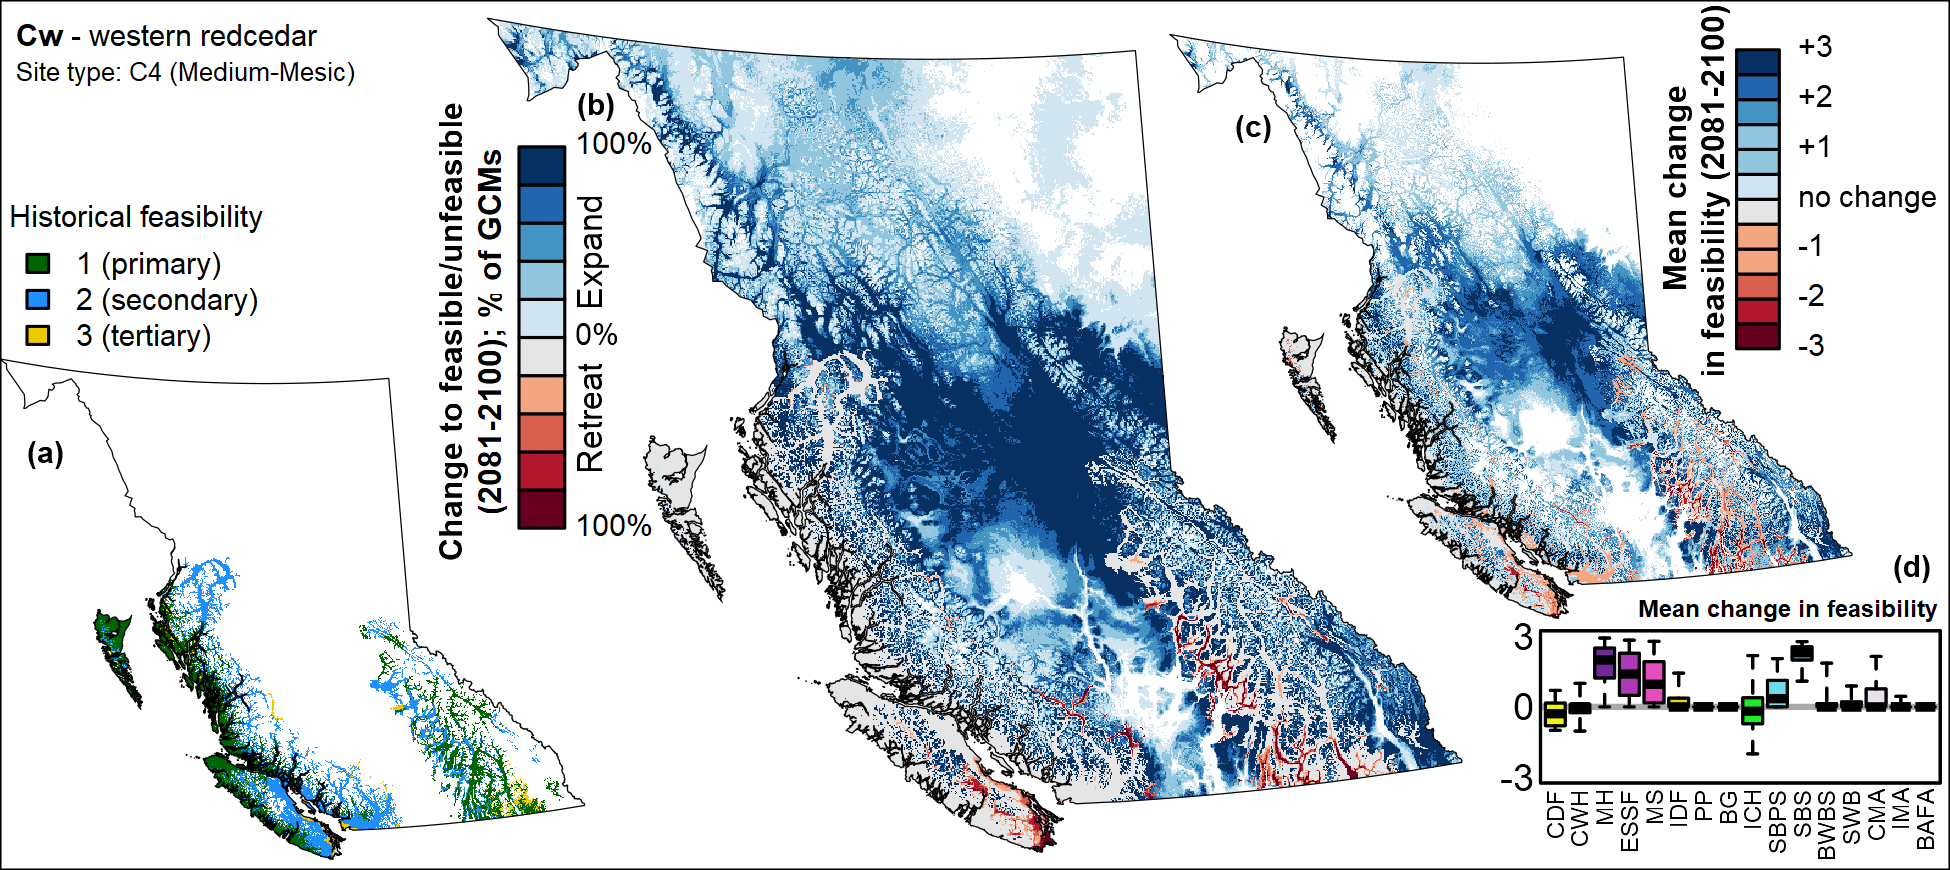 Cw - western redcedar
Site type: C4 (Medium-Mesic)
Historical feasibility
1 (primary)
2 (secondary)
3 (tertiary)
(a)
(b)
Change to feasible/unfeasible
(2081-2100); % of GCMs
100%
Expand
0%
Retreat
100%
(c)
Mean change
in feasibility (2081-2100)
+3
+2
+1
no change
-1
-2
-3
(d)
Mean change in feasibility
3
0
-3
CDF
CWH
MH
ESSF
MS
IDF
PP
BG
ICH
SBPS
SBS
BWBS
SWB
CMA
IMA
BAFA